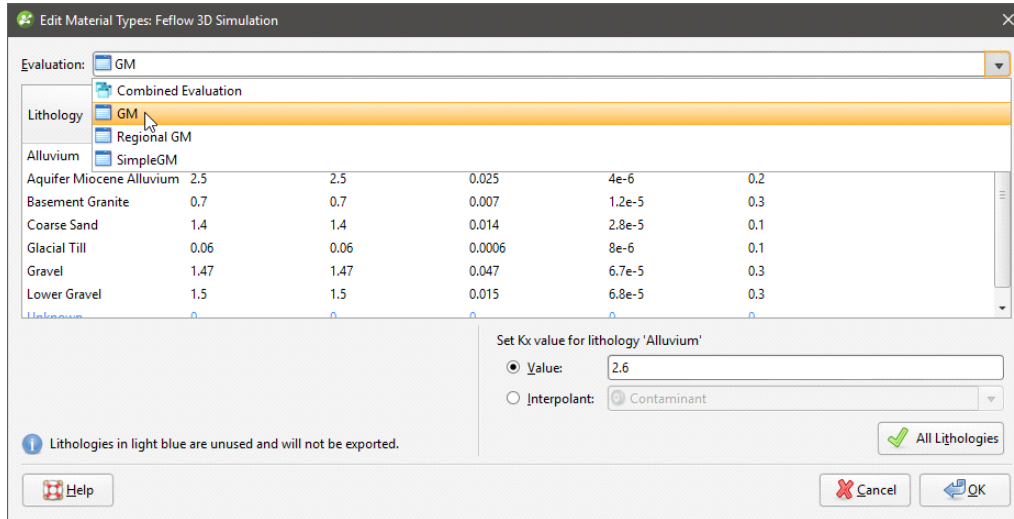 Edit Material Types: Feflow 3D Simulation
Evaluation: GM
Combined Evaluation
Lithology GM
Regional GM
Alluvium SimpleGM
Aquifer Miocene Alluvium 2.5 2.5 0.025 4e-6 0.2
Basement Granite 0.7 0.7 0.007 1.2e-5 0.3
Coarse Sand 1.4 1.4 0.014 2.8e-5 0.1
Glacial Till 0.06 0.06 0.0006 8e-6 0.1
Gravel 1.47 1.47 0.047 6.7e-5 0.3
Lower Gravel 1.5 1.5 0.015 6.8e-5 0.3
Unknown 0 0 0 0 0
Set Kx value for lithology 'Alluvium'
Value: 2.6
Interpolant: Contaminant
Lithologies in light blue are unused and will not be exported.
All Lithologies
Help Cancel OK